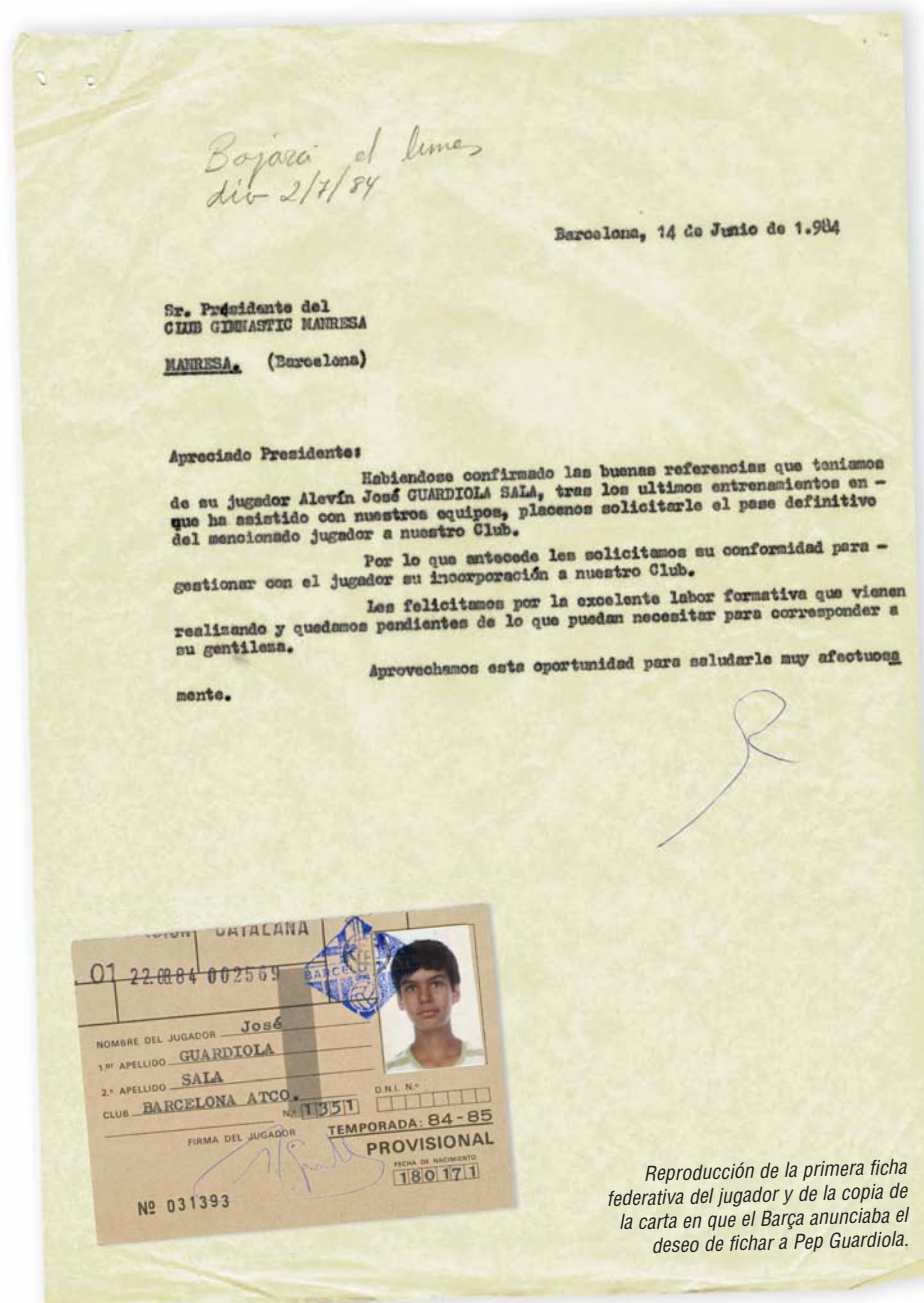 Bajará el lunes
día 2/7/84
Barcelona, 14 de Junio de 1.984
Sr. Présidente del
CLUB GIMNASTIC MANRESA
MANRESA. (Barcelona)
Apreciado Presidente:
Habiendose confirmado las buenas referencias que teniamos
de su jugador Alevín José GUARDIOLA SALA, tras los ultimos entrenamientos en -
que ha asistido con nuestros equipos, placenos solicitarle el pase definitivo
del mencionado jugador a nuestro Club.
Por lo que antecede les solicitamos su conformidad para -
gestionar con el jugador su incorporación a nuestro Club.
Les felicitamos por la excelente labor formativa que vienen
realizando y quedamos pendientes de lo que puedan necesitar para corresponder a
su gentileza.
Aprovechamos esta oportunidad para saludarle muy afectuosa
mente.
CATALANA
01 22.08.84 002569
NOMBRE DEL JUGADOR José
1.er APELLIDO GUARDIOLA
2.º APELLIDO SALA
CLUB BARCELONA ATCO.
N.º 1351
D.N.I. N.º
FIRMA DEL JUGADOR
TEMPORADA: 84-85
PROVISIONAL
FECHA DE NACIMIENTO
180171
Nº 031393
Reproducción de la primera ficha
federativa del jugador y de la copia de
la carta en que el Barça anunciaba el
deseo de fichar a Pep Guardiola.